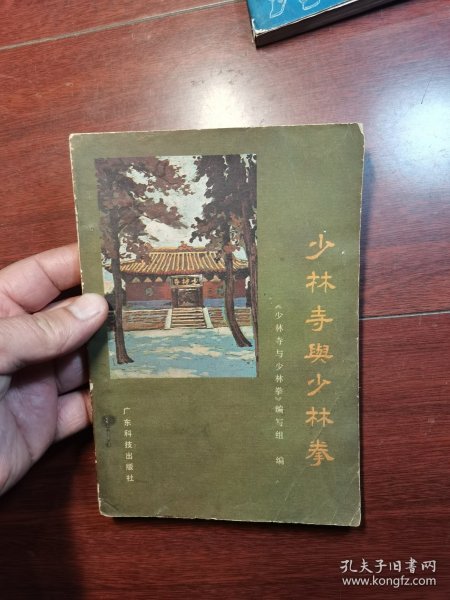 少林寺與少林拳
《少林寺与少林拳》编写组 编
广东科技出版社
孔夫子旧书网
www.kongfz.com